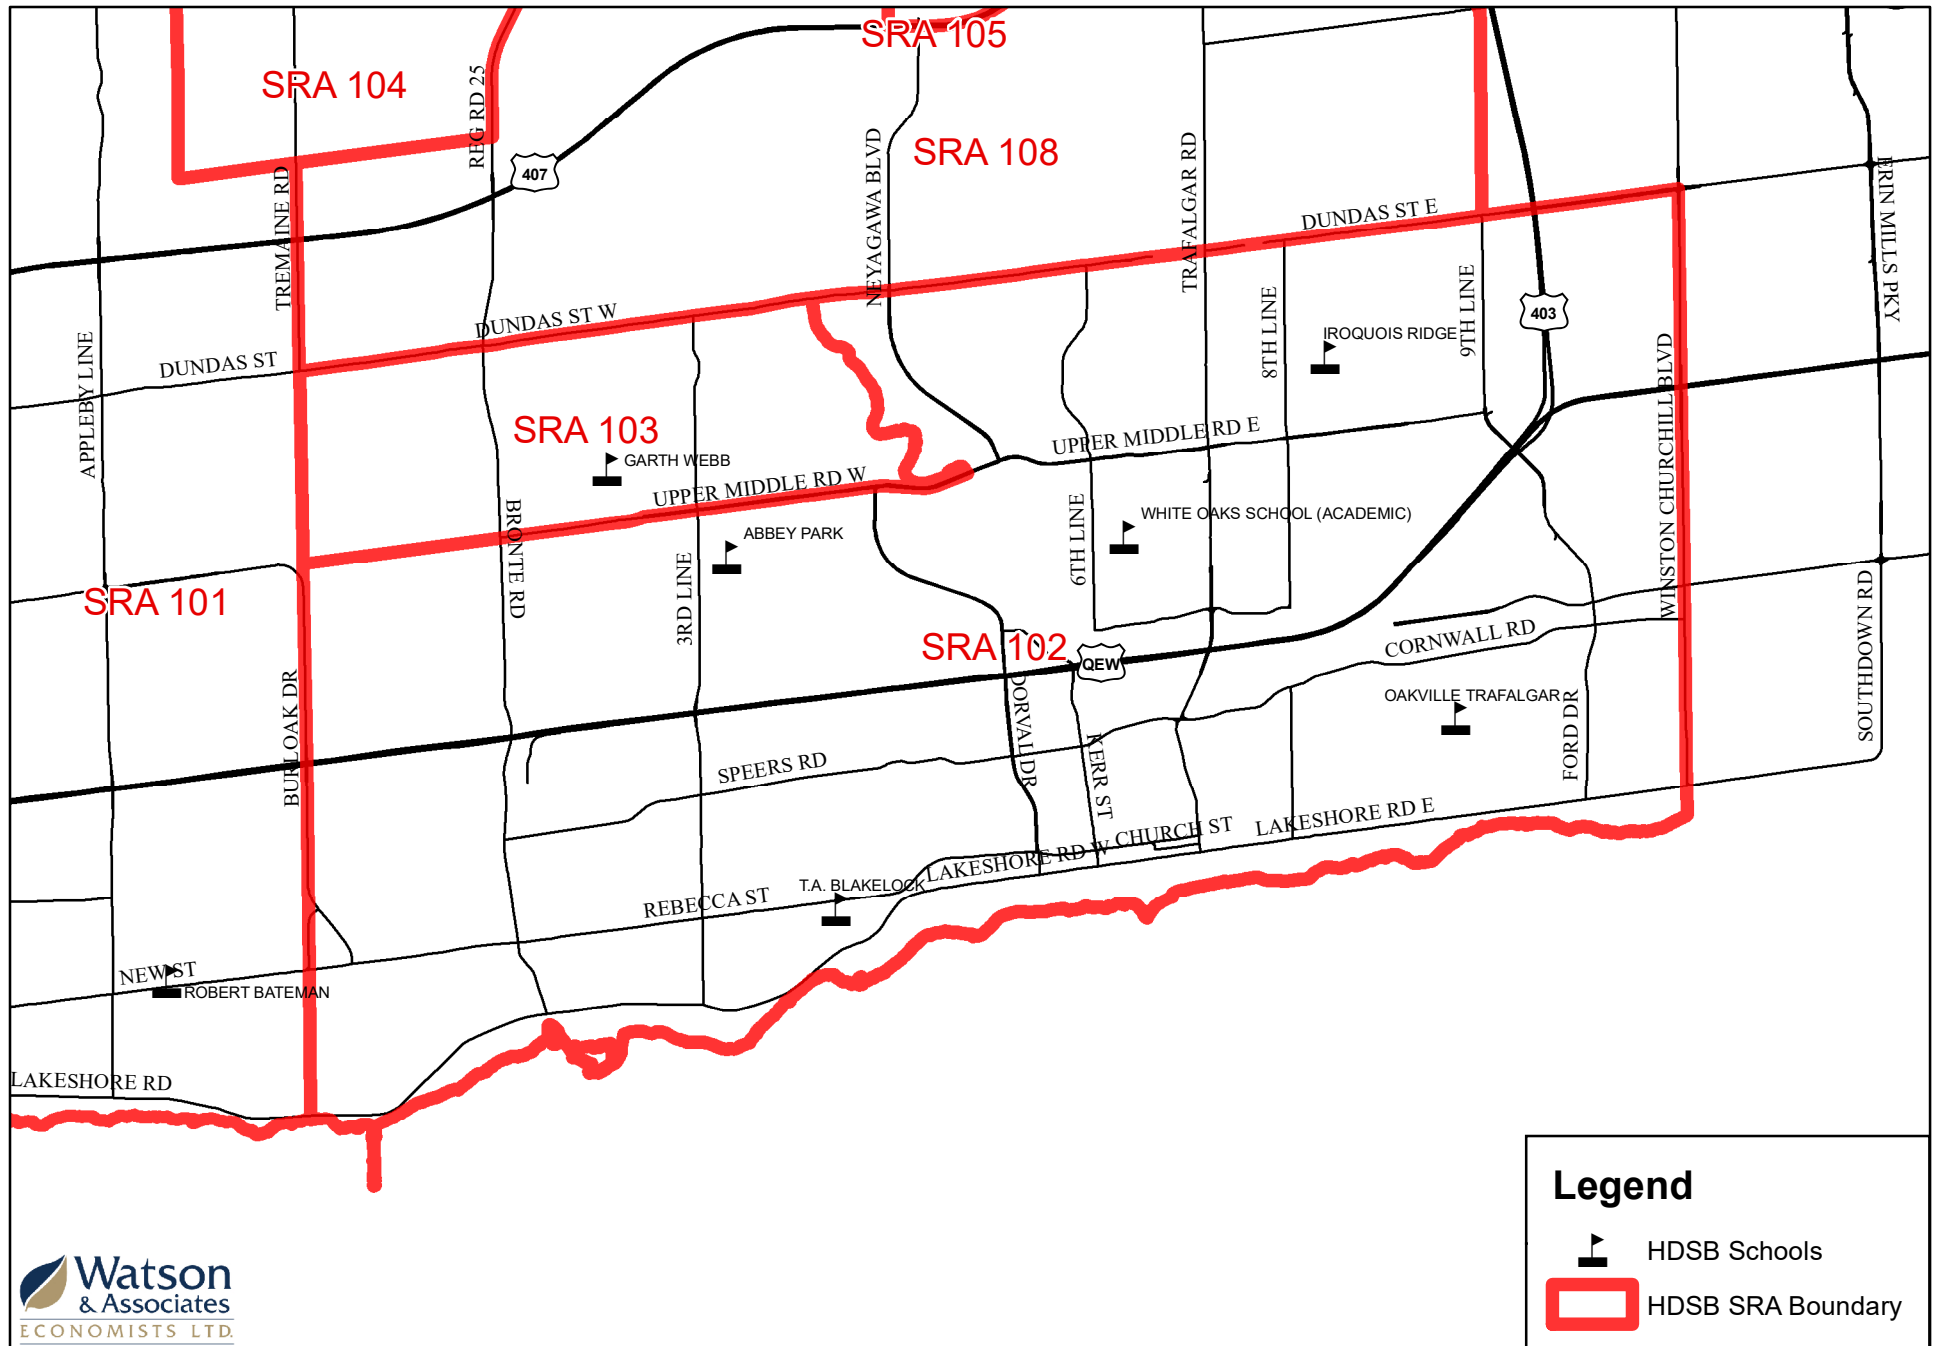 SRA 105
SRA 104
REG RD 25
407
NEYAGAWA BLVD
SRA 108
TRAFALGAR RD
ERIN MILLS PKY
TREMAINE RD
DUNDAS ST E
DUNDAS ST W
8TH LINE
9TH LINE
403
IROQUOIS RIDGE
WINSTON CHURCHILL BLVD
DUNDAS ST
APPLEBY LINE
SRA 103
GARTH WEBB
UPPER MIDDLE RD W
UPPER MIDDLE RD E
BRONTE RD
ABBEY PARK
3RD LINE
6TH LINE
WHITE OAKS SCHOOL (ACADEMIC)
SRA 101
SRA 102
QEW
CORNWALL RD
SOUTHDOWN RD
BURLOAK DR
DORVAL DR
KERR ST
OAKVILLE TRAFALGAR
FORD DR
SPEERS RD
CHURCH ST
LAKESHORE RD E
LAKESHORE RD W
T.A. BLAKELOCK
REBECCA ST
NEW ST
ROBERT BATEMAN
LAKESHORE RD
Legend
HDSB Schools
HDSB SRA Boundary
Watson
& Associates
ECONOMISTS LTD.